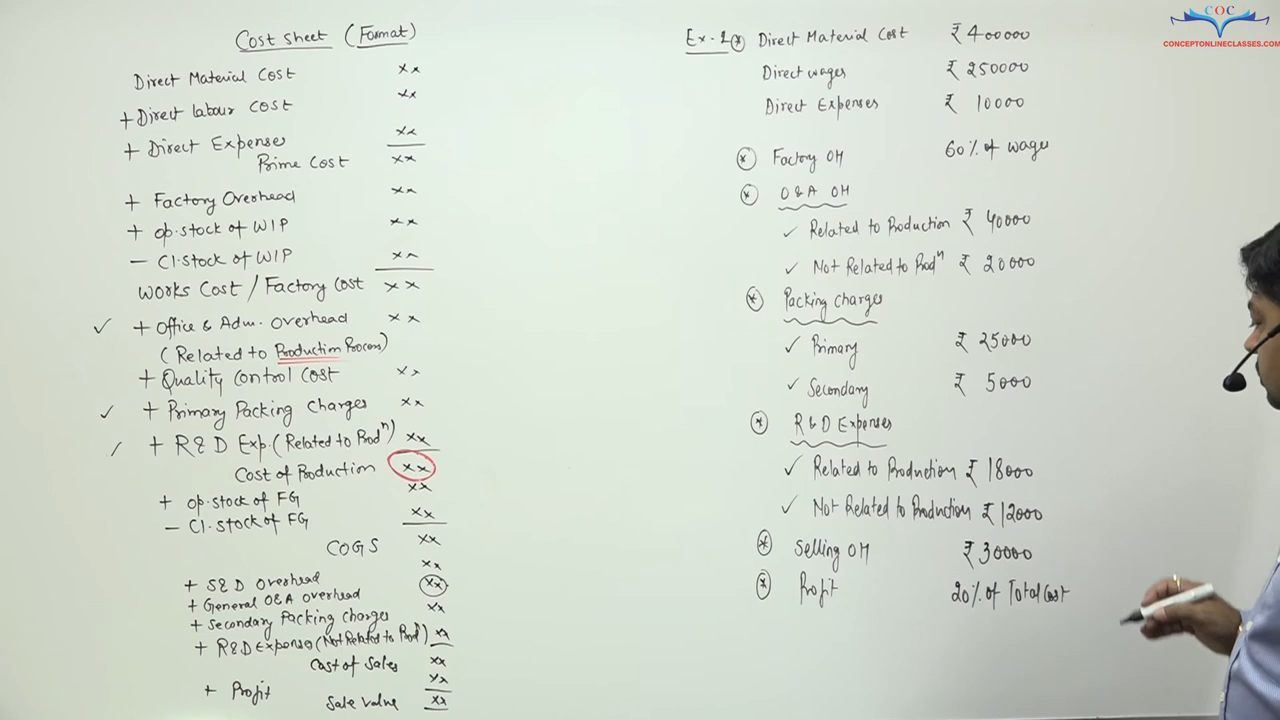 Cost Sheet (Format)
Direct Material Cost xx
+ Direct labour cost xx
+ Direct Expenses xx
Prime Cost xx
+ Factory Overhead xx
+ op.stock of WIP xx
- Cl.stock of WIP xx
Works Cost / Factory Cost xx
✓ + Office & Adm. Overhead xx
(Related to Production Process)
+ Quality Control Cost xx
✓ + Primary Packing Charges xx
+ R&D Exp. (Related to Prodⁿ) xx
Cost of Production xx
+ op.stock of FG xx
- Cl.stock of FG xx
COGS xx
+ S&D Overhead xx
+ General O&A overhead xx
+ Secondary Packing charges xx
+ R&D Expenses (Not Related to Prodⁿ) xx
Cost of Sales xx
+ Profit xx
Sale value xx
Ex-2 * Direct Material Cost ₹ 400000
Direct wages ₹ 250000
Direct Expenses ₹ 10000
* Factory OH 60% of wages
* O&A OH
✓ Related to Production ₹ 40000
✓ Not Related to Prodⁿ ₹ 20000
* Packing charges
✓ Primary ₹ 25000
✓ Secondary ₹ 5000
* R&D Expenses
✓ Related to Production ₹ 18000
✓ Not Related to Production ₹ 12000
* Selling OH ₹ 30000
* Profit 20% of Total Cost
COC
CONCEPTONLINECLASSES.COM